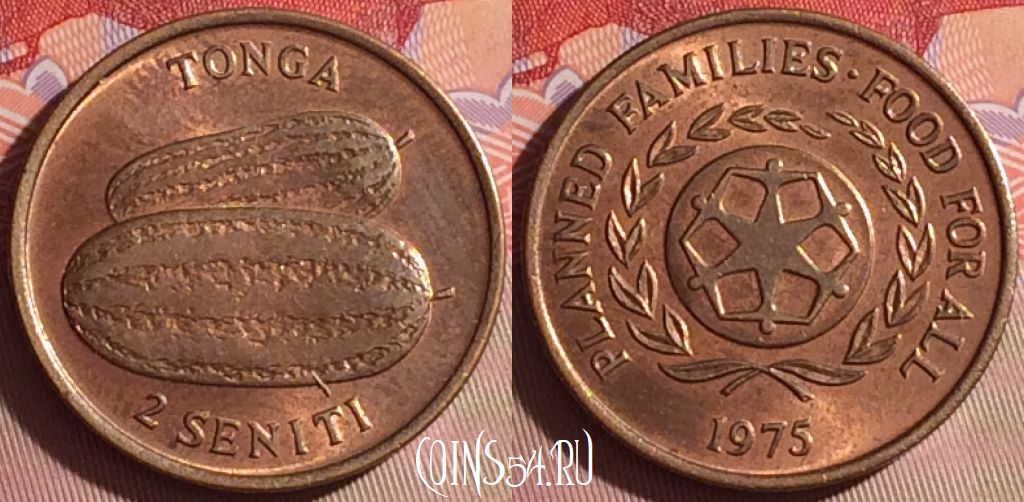 TONGA
2 SENITI
PLANNED FAMILIES · FOOD FOR ALL
1975
COINS54.RU